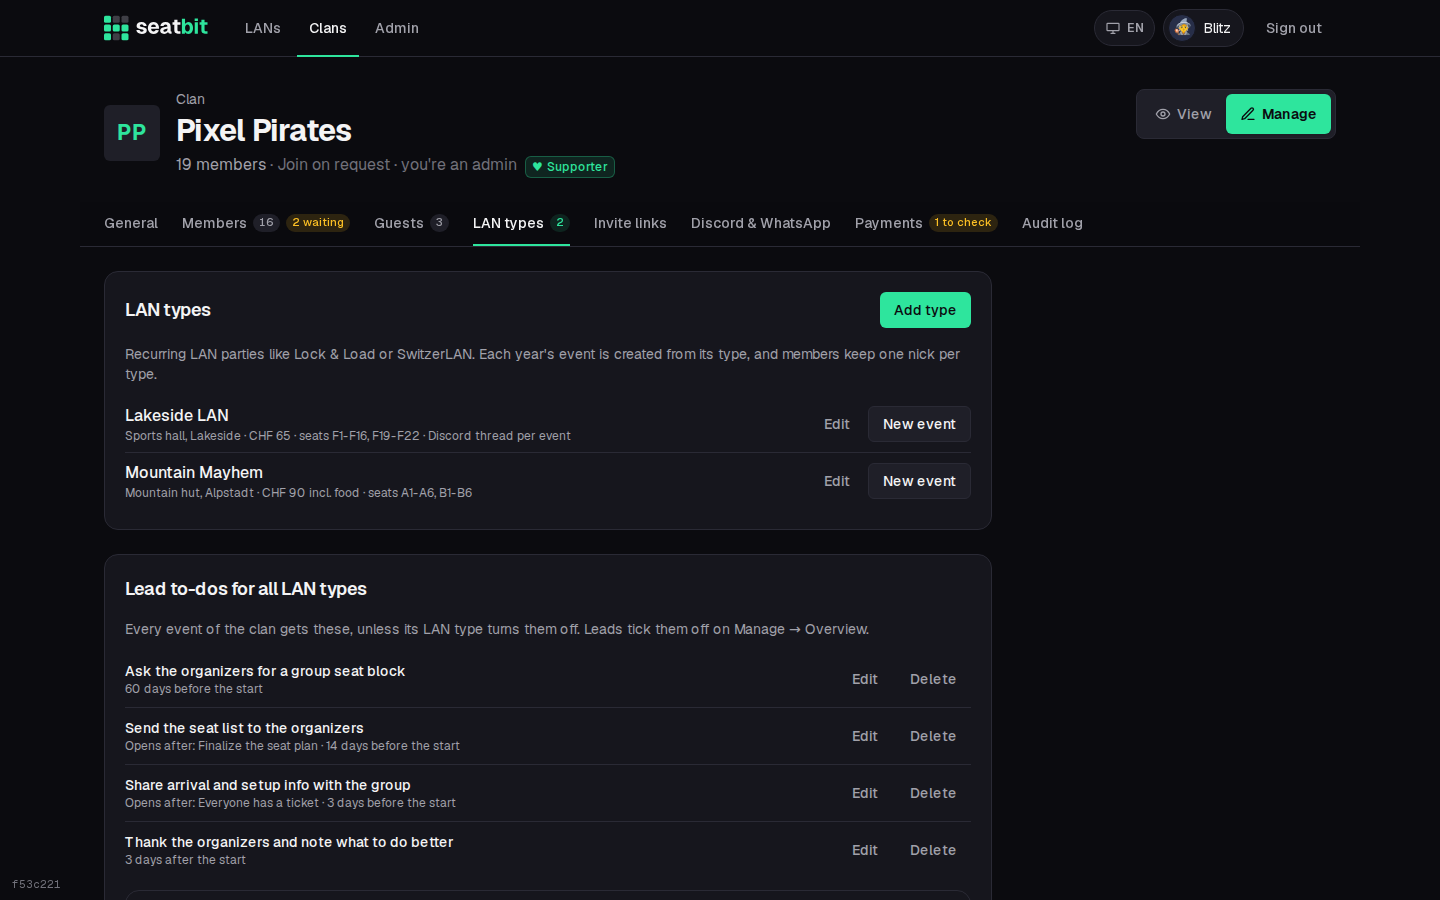 seatbit
LANs
Clans
Admin
EN
Blitz
Sign out
PP
Clan
Pixel Pirates
19 members · Join on request · you're an admin
♥ Supporter
View
Manage
General
Members 16 2 waiting
Guests 3
LAN types 2
Invite links
Discord & WhatsApp
Payments 1 to check
Audit log
LAN types
Add type
Recurring LAN parties like Lock & Load or SwitzerLAN. Each year's event is created from its type, and members keep one nick per
type.
Lakeside LAN
Sports hall, Lakeside · CHF 65 · seats F1-F16, F19-F22 · Discord thread per event
Edit
New event
Mountain Mayhem
Mountain hut, Alpstadt · CHF 90 incl. food · seats A1-A6, B1-B6
Edit
New event
Lead to-dos for all LAN types
Every event of the clan gets these, unless its LAN type turns them off. Leads tick them off on Manage → Overview.
Ask the organizers for a group seat block
60 days before the start
Edit
Delete
Send the seat list to the organizers
Opens after: Finalize the seat plan · 14 days before the start
Edit
Delete
Share arrival and setup info with the group
Opens after: Everyone has a ticket · 3 days before the start
Edit
Delete
Thank the organizers and note what to do better
3 days after the start
Edit
Delete
f53c221